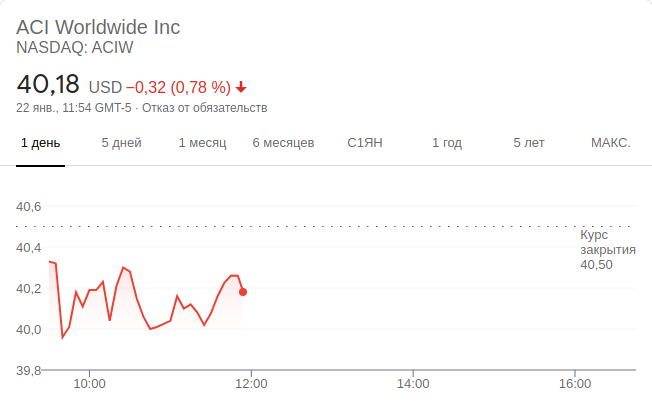 ACI Worldwide Inc
NASDAQ: ACIW
40,18 USD −0,32 (0,78 %)
22 янв., 11:54 GMT-5 · Отказ от обязательств
1 день 5 дней 1 месяц 6 месяцев С1ЯН 1 год 5 лет МАКС.
40,6
Курс
закрытия
40,50
40,4
40,2
40,0
39,8
10:00 12:00 14:00 16:00